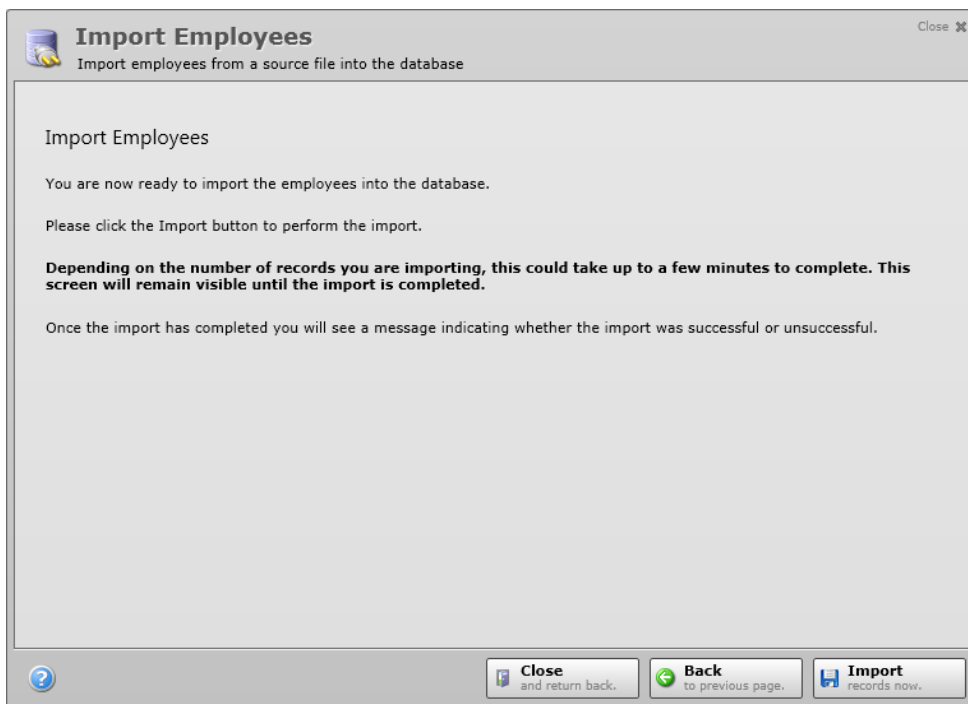 Import Employees
Close
Import employees from a source file into the database
Import Employees
You are now ready to import the employees into the database.
Please click the Import button to perform the import.
Depending on the number of records you are importing, this could take up to a few minutes to complete. This
screen will remain visible until the import is completed.
Once the import has completed you will see a message indicating whether the import was successful or unsuccessful.
?
Close
and return back.
Back
to previous page.
Import
records now.